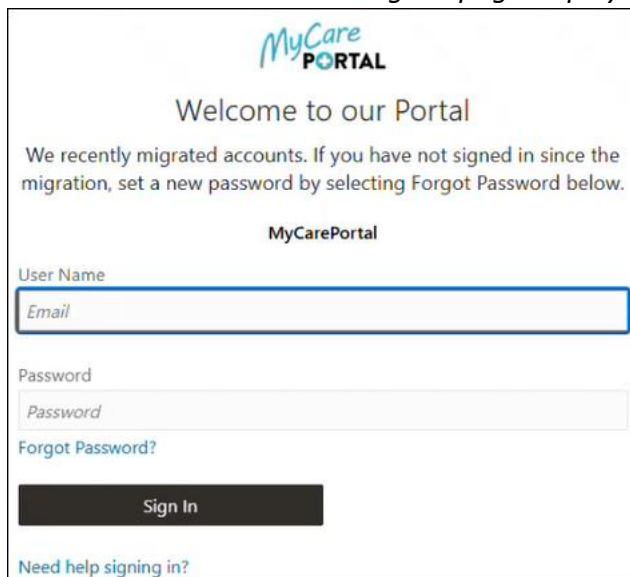 MyCare
PORTAL
Welcome to our Portal
We recently migrated accounts. If you have not signed in since the
migration, set a new password by selecting Forgot Password below.
MyCarePortal
User Name
Email
Password
Password
Forgot Password?
Sign In
Need help signing in?